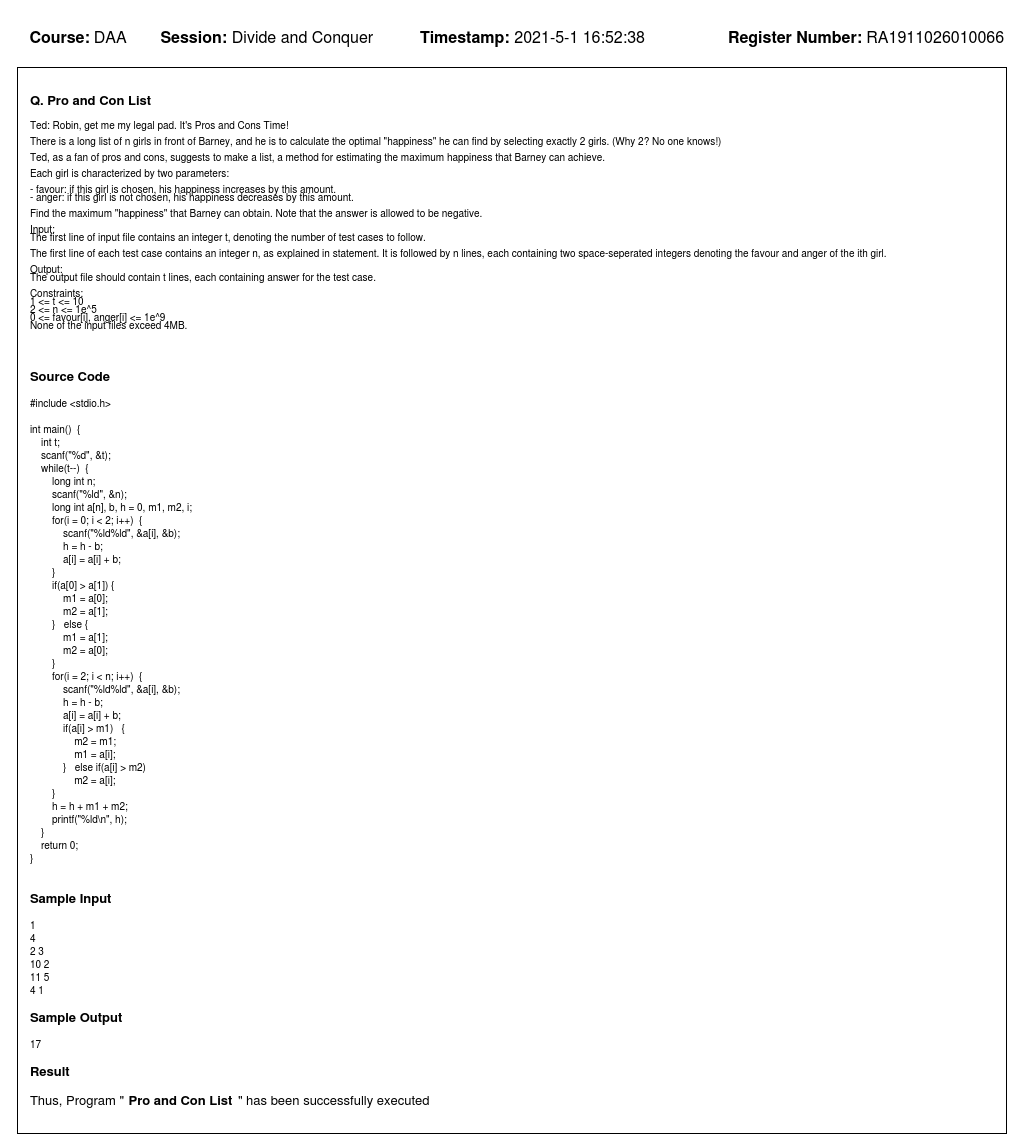 Course: DAA Session: Divide and Conquer Timestamp: 2021-5-1 16:52:38 Register Number: RA1911026010066
Q. Pro and Con List
Ted: Robin, get me my legal pad. It's Pros and Cons Time!
There is a long list of n girls in front of Barney, and he is to calculate the optimal "happiness" he can find by selecting exactly 2 girls. (Why 2? No one knows!)
Ted, as a fan of pros and cons, suggests to make a list, a method for estimating the maximum happiness that Barney can achieve.
Each girl is characterized by two parameters:
- favour: if this girl is chosen, his happiness increases by this amount.
- anger: if this girl is not chosen, his happiness decreases by this amount.
Find the maximum "happiness" that Barney can obtain. Note that the answer is allowed to be negative.
Input:
The first line of input file contains an integer t, denoting the number of test cases to follow.
The first line of each test case contains an integer n, as explained in statement. It is followed by n lines, each containing two space-seperated integers denoting the favour and anger of the ith girl.
Output:
The output file should contain t lines, each containing answer for the test case.
Constraints:
1 <= t <= 10
2 <= n <= 1e^5
0 <= favour[i], anger[i] <= 1e^9
None of the input files exceed 4MB.
Source Code
#include <stdio.h>
int main()  {
    int t;
    scanf("%d", &t);
    while(t--)  {
        long int n;
        scanf("%ld", &n);
        long int a[n], b, h = 0, m1, m2, i;
        for(i = 0; i < 2; i++)  {
            scanf("%ld%ld", &a[i], &b);
            h = h - b;
            a[i] = a[i] + b;
        }
        if(a[0] > a[1]) {
            m1 = a[0];
            m2 = a[1];
        }   else {
            m1 = a[1];
            m2 = a[0];
        }
        for(i = 2; i < n; i++)  {
            scanf("%ld%ld", &a[i], &b);
            h = h - b;
            a[i] = a[i] + b;
            if(a[i] > m1)   {
                m2 = m1;
                m1 = a[i];
            }   else if(a[i] > m2)
                m2 = a[i];
        }
        h = h + m1 + m2;
        printf("%ld\n", h);
    }
    return 0;
}
Sample Input
1
4
2 3
10 2
11 5
4 1
Sample Output
17
Result
Thus, Program " Pro and Con List " has been successfully executed